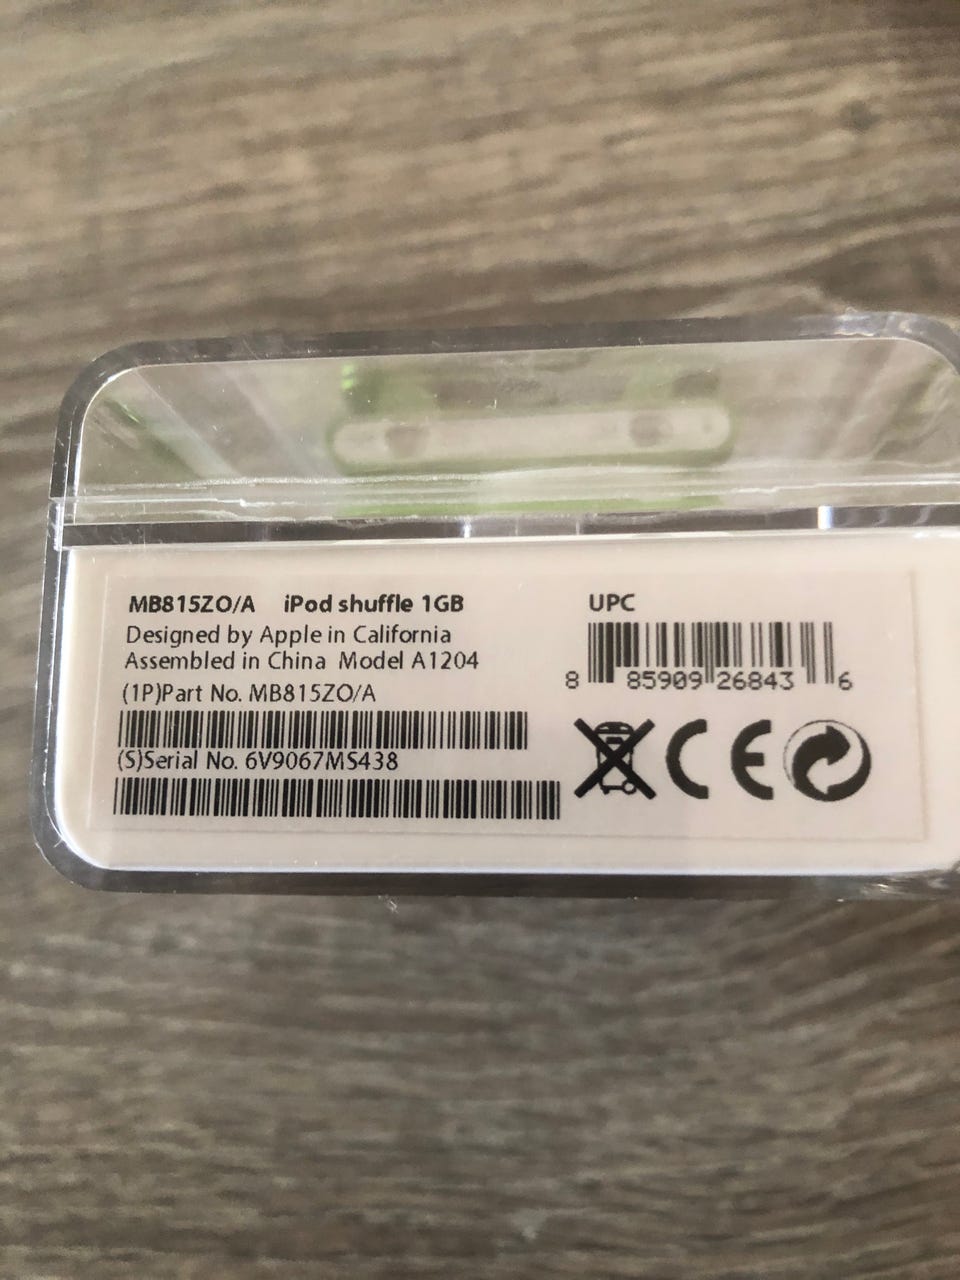 MB815ZO/A iPod shuffle 1GB
Designed by Apple in California
Assembled in China Model A1204
(1P)Part No. MB815ZO/A
(S)Serial No. 6V9067MS438
UPC
8 85909 26843 6
CE